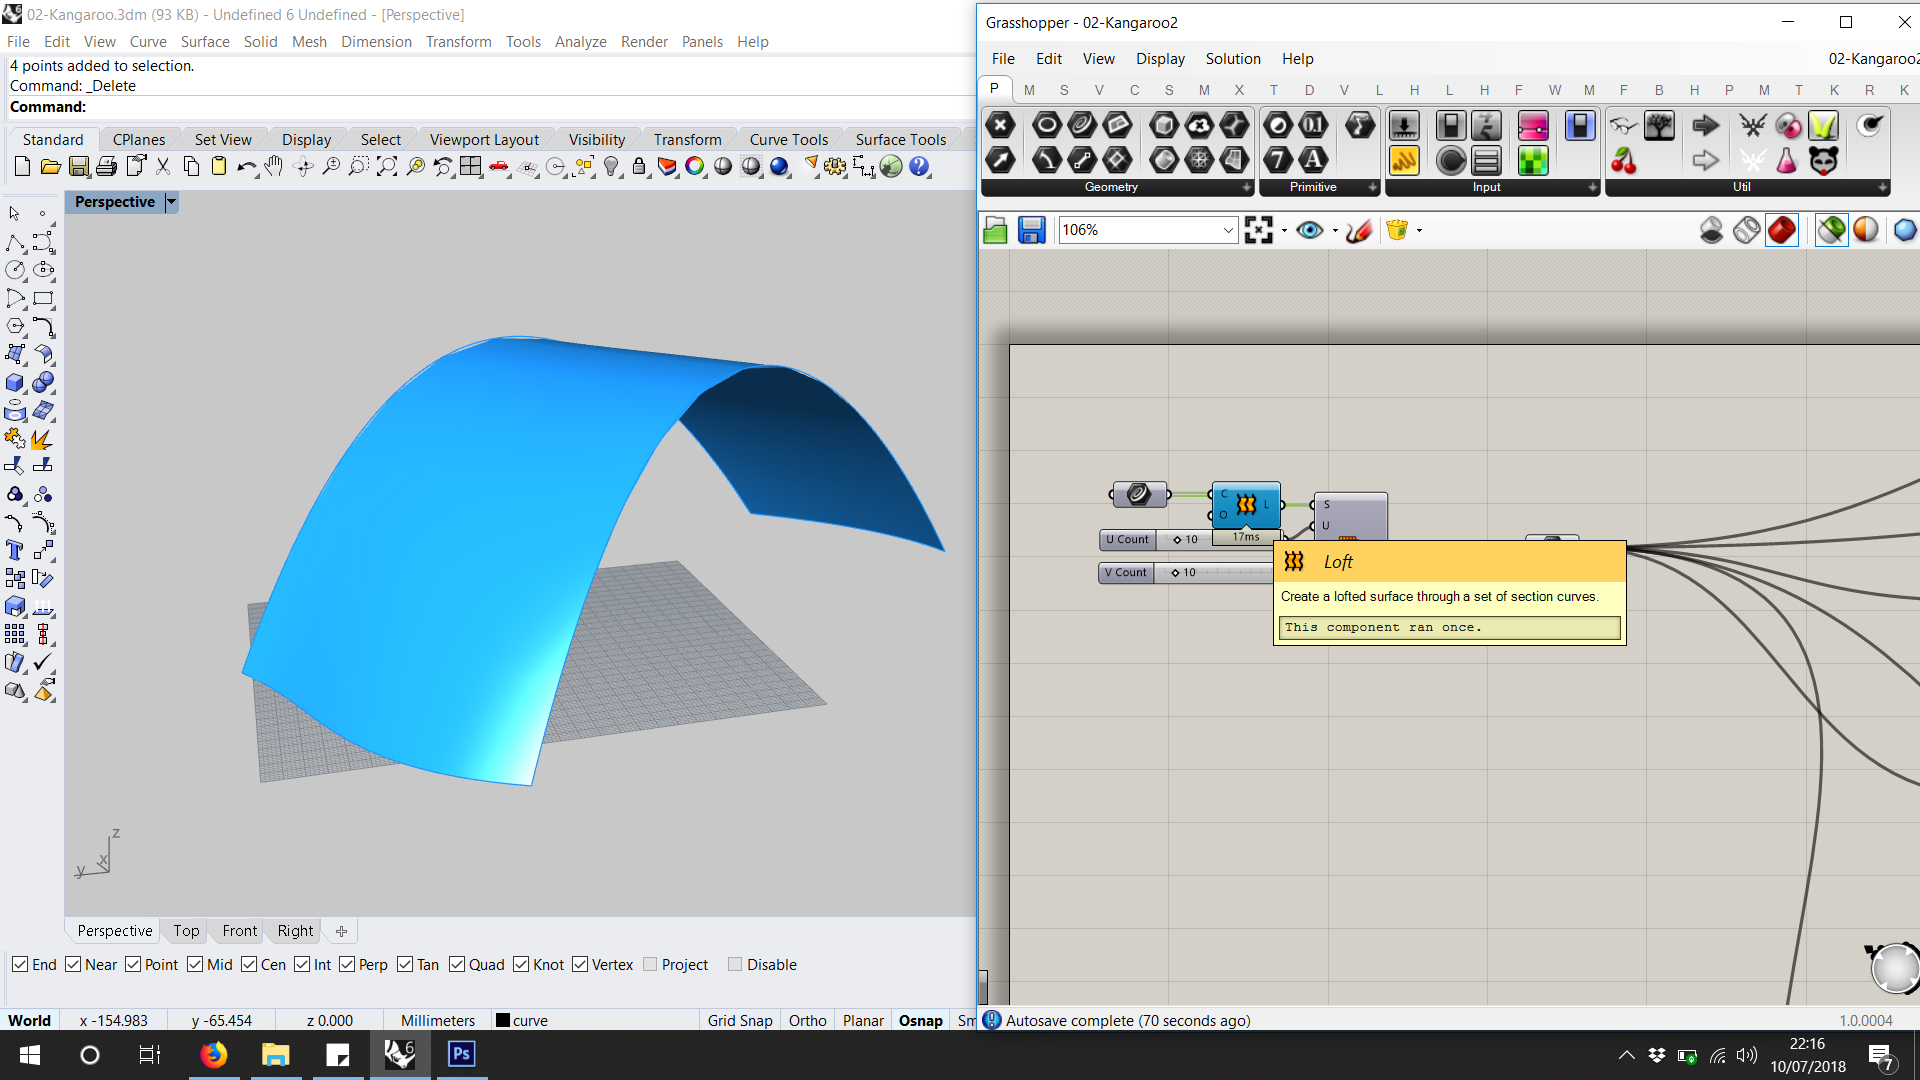 02-Kangaroo.3dm (93 KB) - Undefined 6 Undefined - [Perspective]
File Edit View Curve Surface Solid Mesh Dimension Transform Tools Analyze Render Panels Help
4 points added to selection.
Command: _Delete
Command:
Standard CPlanes Set View Display Select Viewport Layout Visibility Transform Curve Tools Surface Tools
Perspective
z
x
y
Perspective Top Front Right
End Near Point Mid Cen Int Perp Tan Quad Knot Vertex Project Disable
World x -154.983 y -65.454 z 0.000 Millimeters curve Grid Snap Ortho Planar Osnap Sm
Grasshopper - 02-Kangaroo2
File Edit View Display Solution Help 02-Kangaroo2
P M S V C S M X T D V L H L H F W M F B H P M T K R K
Geometry Primitive Input Util
106%
C L
O
17ms
S
U
U Count 10
V Count 10
Loft
Create a lofted surface through a set of section curves.
This component ran once.
Autosave complete (70 seconds ago) 1.0.0004
6
Ps
22:16
10/07/2018
7